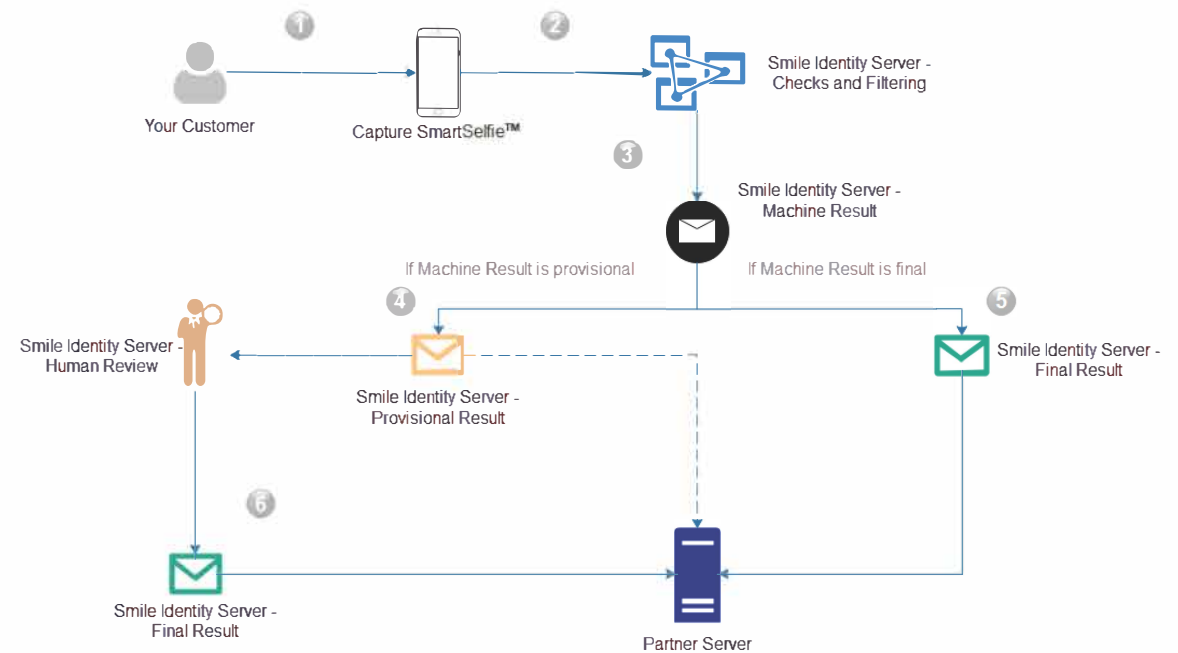 1
2
Smile Identity Server -
Checks and Filtering
Your Customer
Capture SmartSelfie™
3
Smile Identity Server -
Machine Result
If Machine Result is provisional
If Machine Result is final
4
5
Smile Identity Server -
Human Review
Smile Identity Server -
Final Result
Smile Identity Server -
Provisional Result
6
Smile Identity Server -
Final Result
Partner Server